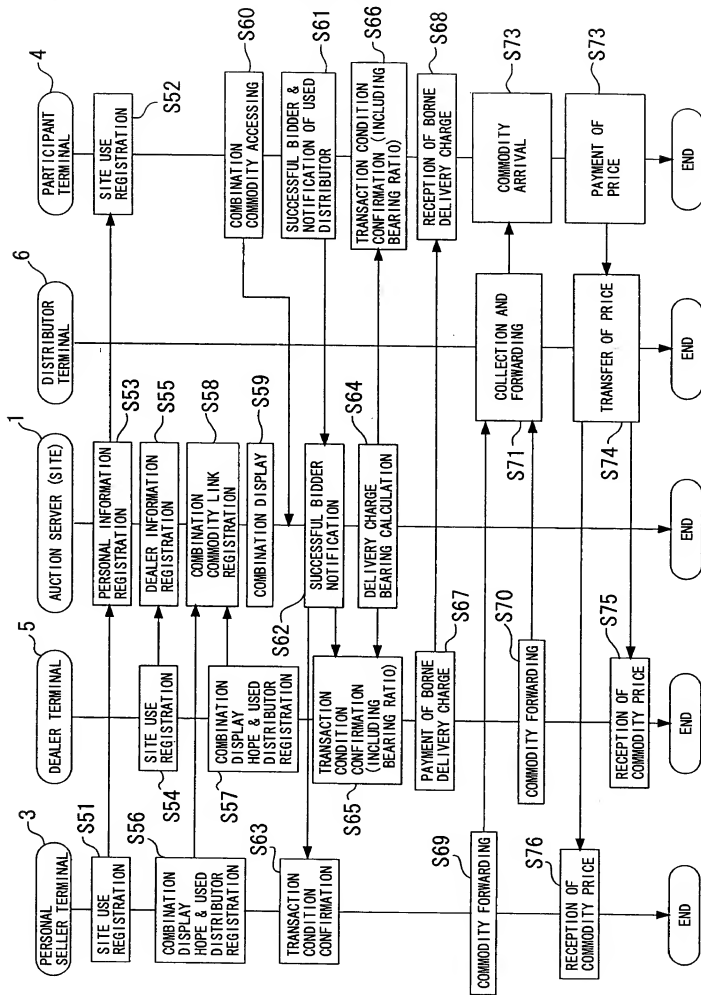 3
PERSONAL
SELLER TERMINAL
S51
SITE USE
REGISTRATION
S56
COMBINATION
DISPLAY
HOPE & USED
DISTRIBUTOR
REGISTRATION
S63
TRANSACTION
CONDITION
CONFIRMATION
S69
COMMODITY FORWARDING
S76
RECEPTION OF
COMMODITY PRICE
END
5
DEALER TERMINAL
SITE USE
REGISTRATION
S54
COMBINATION
DISPLAY
HOPE & USED
DISTRIBUTOR
REGISTRATION
S57
TRANSACTION
CONDITION
CONFIRMATION
(INCLUDING
BEARING RATIO)
S65
PAYMENT OF BORNE
DELIVERY CHARGE
S67
COMMODITY FORWARDING
S70
RECEPTION OF
COMMODITY PRICE
S75
END
1
AUCTION SERVER (SITE)
PERSONAL INFORMATION
REGISTRATION
S53
DEALER INFORMATION
REGISTRATION
S55
COMBINATION
COMMODITY LINK
REGISTRATION
S58
COMBINATION DISPLAY
S59
SUCCESSFUL BIDDER
NOTIFICATION
S62
DELIVERY CHARGE
BEARING CALCULATION
S64
END
6
DISTRIBUTOR
TERMINAL
COLLECTION AND
FORWARDING
S71
TRANSFER OF PRICE
S74
END
4
PARTICIPANT
TERMINAL
SITE USE
REGISTRATION
S52
COMBINATION
COMMODITY ACCESSING
S60
SUCCESSFUL BIDDER &
NOTIFICATION OF USED
DISTRIBUTOR
S61
TRANSACTION CONDITION
CONFIRMATION (INCLUDING
BEARING RATIO)
S66
RECEPTION OF BORNE
DELIVERY CHARGE
S68
COMMODITY
ARRIVAL
S73
PAYMENT OF
PRICE
S73
END